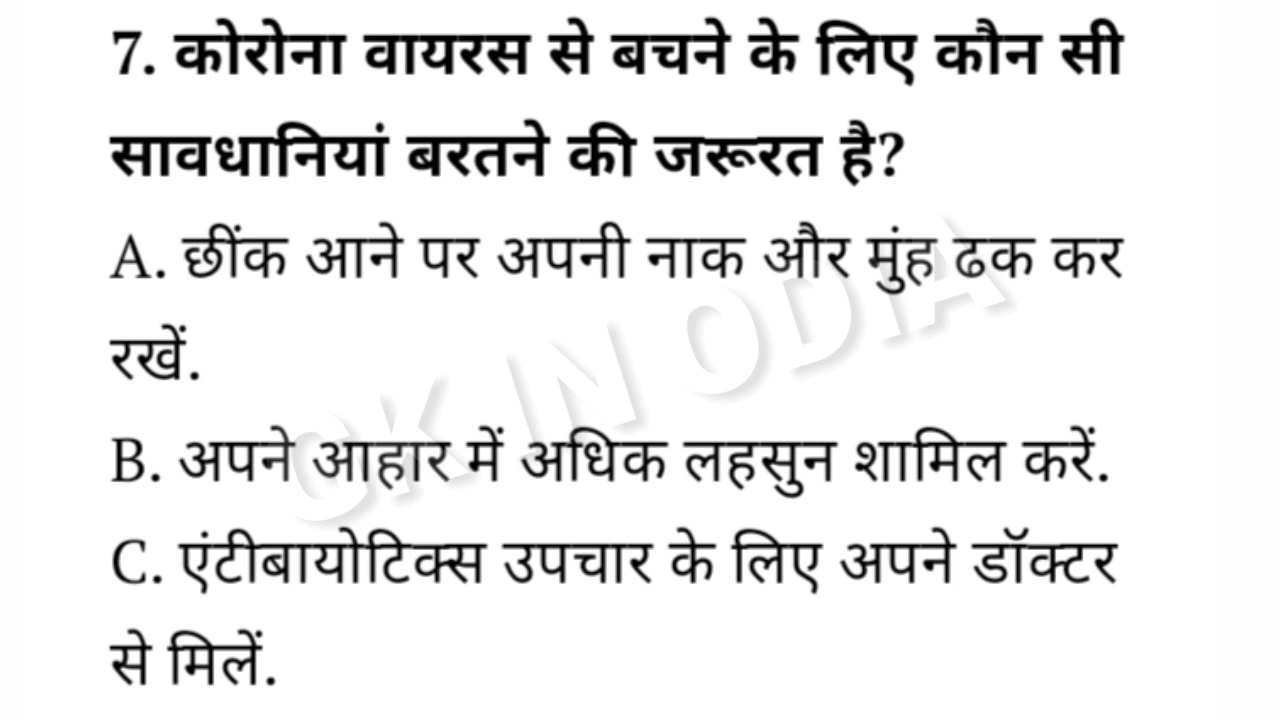 7. कोरोना वायरस से बचने के लिए कौन सी
सावधानियां बरतने की जरूरत है?
A. छींक आने पर अपनी नाक और मुंह ढक कर
रखें.
B. अपने आहार में अधिक लहसुन शामिल करें.
C. एंटीबायोटिक्स उपचार के लिए अपने डॉक्टर
से मिलें.
GK IN ODIA